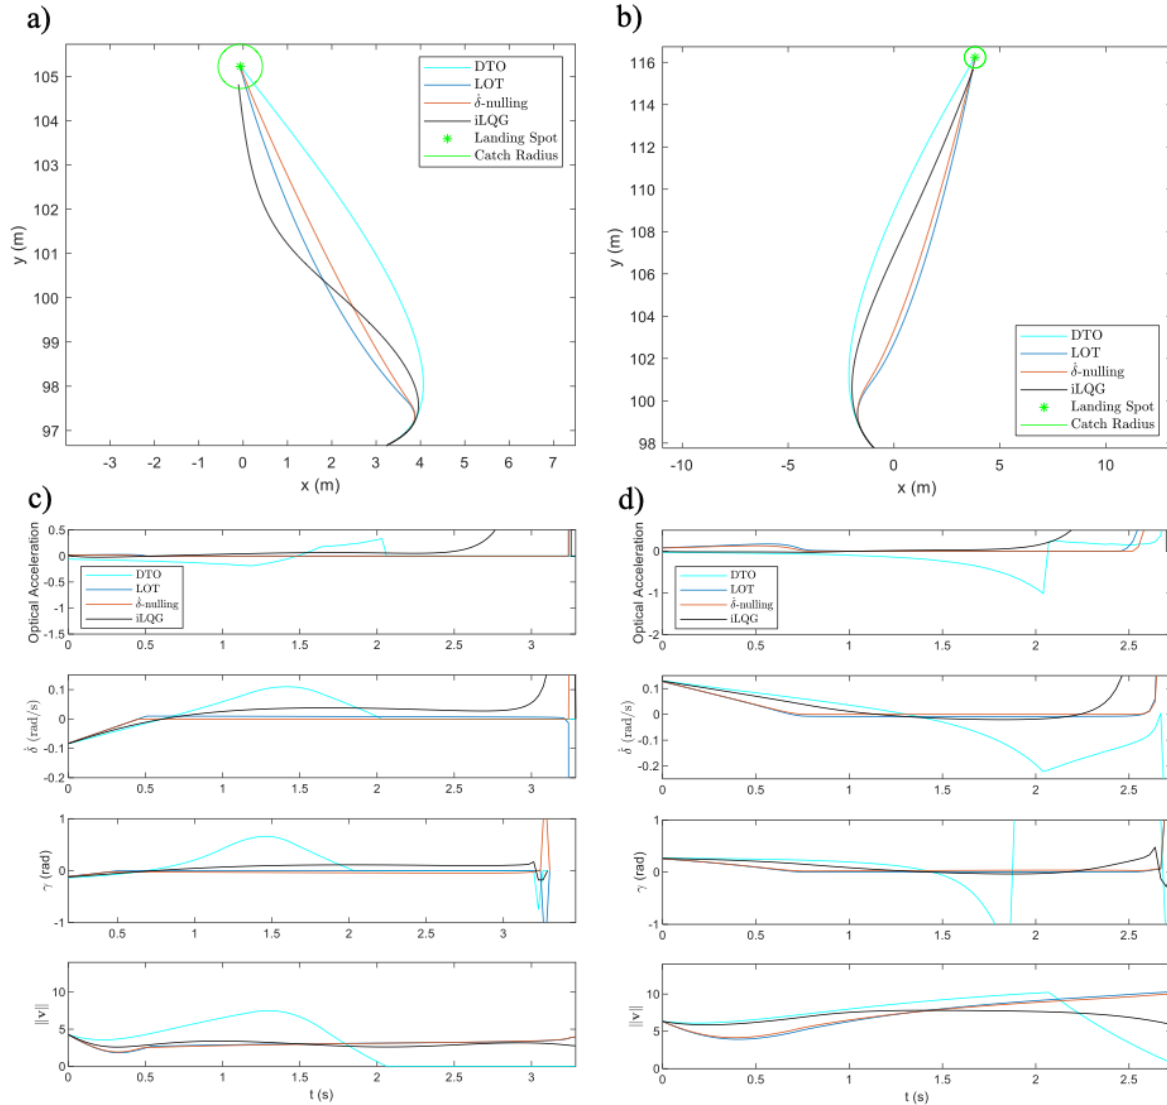 a)
105
104
103
102
101
100
99
98
97
y (m)
-3 -2 -1 0 1 2 3 4 5 6 7
x (m)
DTO
LOT
δ̇-nulling
iLQG
Landing Spot
Catch Radius
b)
116
114
112
110
108
106
104
102
100
98
y (m)
-10 -5 0 5 10
x (m)
DTO
LOT
δ̇-nulling
iLQG
Landing Spot
Catch Radius
c)
Optical Acceleration
0.5
0
-0.5
-1
-1.5
0 0.5 1 1.5 2 2.5 3
DTO
LOT
δ̇-nulling
iLQG
δ̇ (rad/s)
0.1
0
-0.1
-0.2
0 0.5 1 1.5 2 2.5 3
γ (rad)
1
0
-1
0.5 1 1.5 2 2.5 3
||v||
10
5
0
0 0.5 1 1.5 2 2.5 3
t (s)
d)
Optical Acceleration
0
-1
-2
0 0.5 1 1.5 2 2.5
DTO
LOT
δ̇-nulling
iLQG
δ̇ (rad/s)
0.1
0
-0.1
-0.2
0 0.5 1 1.5 2 2.5
γ (rad)
1
0
-1
0 0.5 1 1.5 2 2.5
||v||
10
5
0
0 0.5 1 1.5 2 2.5
t (s)